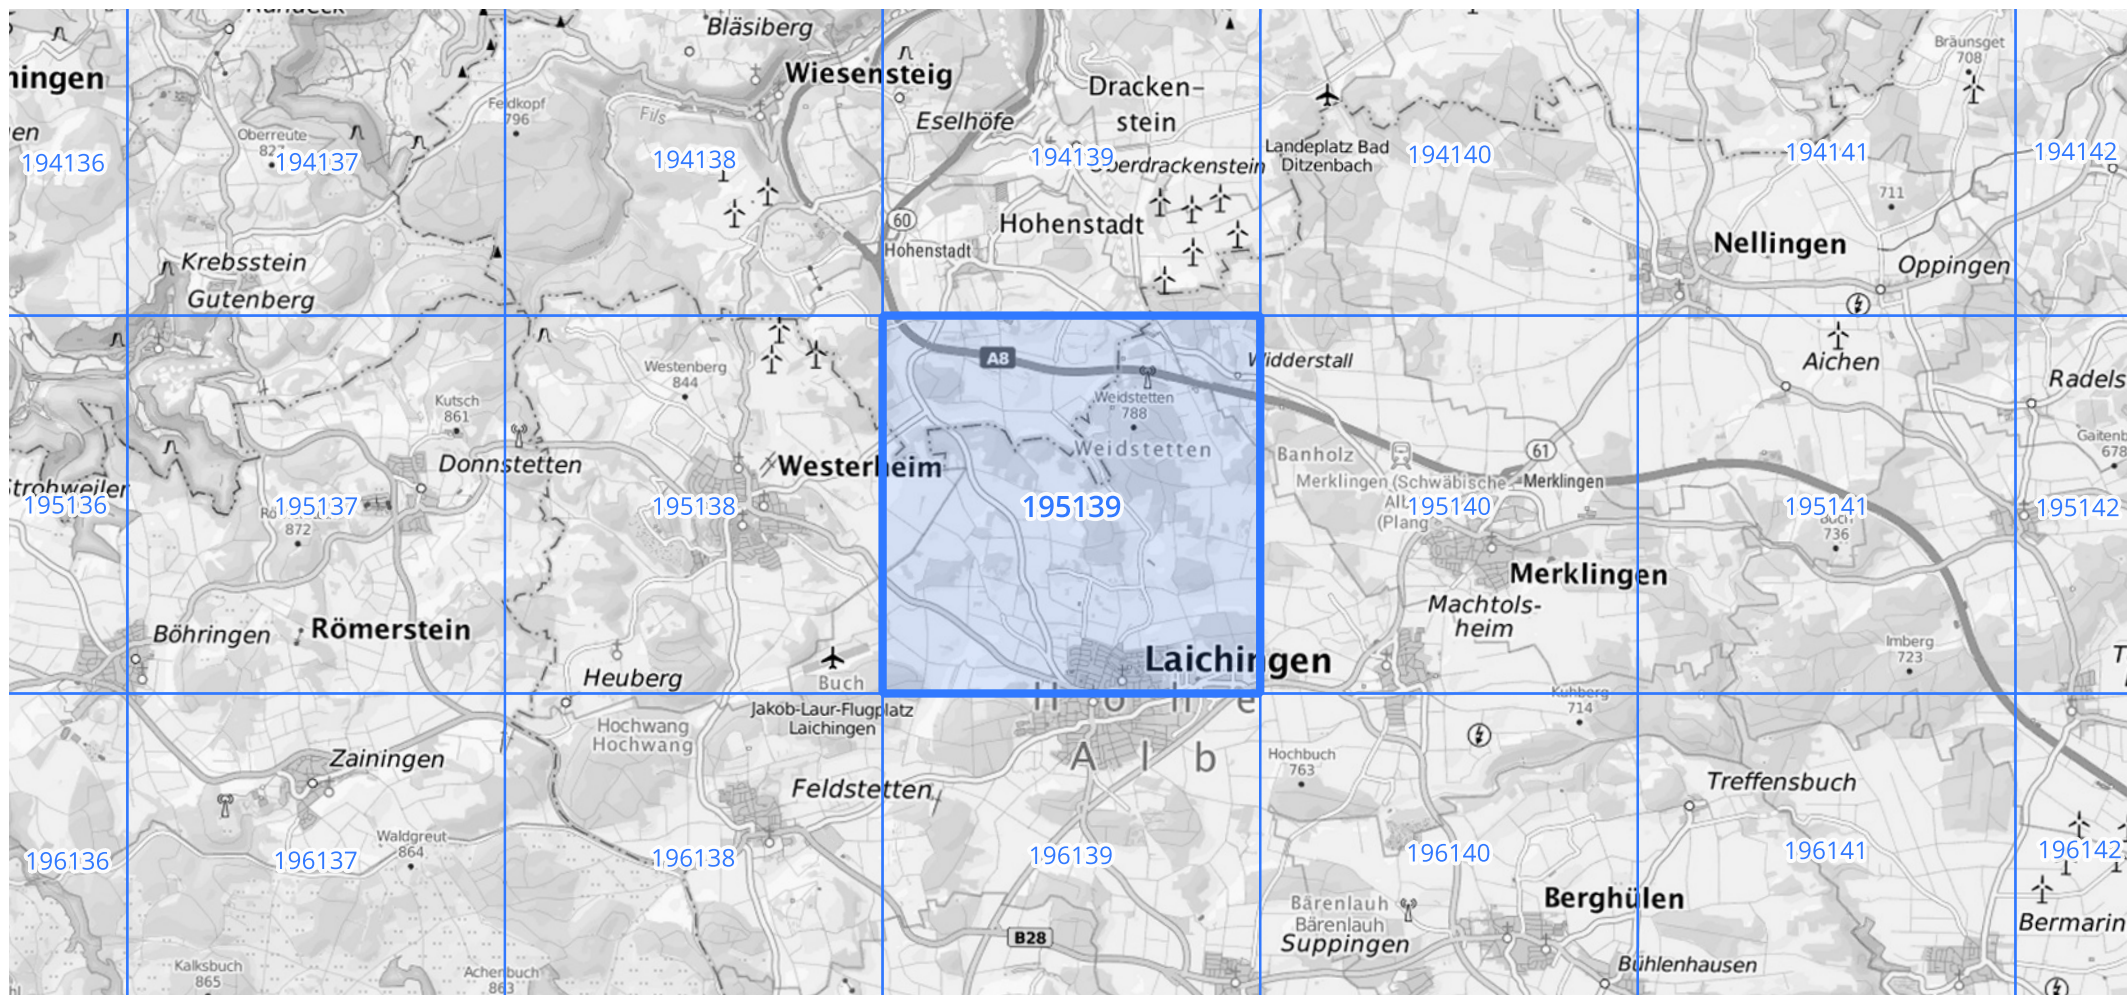 Bläsiberg
Wiesensteig
Dracken-
stein
Bräunsget
708
ningen
Feldkopf
796
Fils
Eselhöfe
Oberreute
194136
194137
194138
194139
Oberdrackenstein
Landeplatz Bad
Ditzenbach
194140
194141
194142
711
60
Hohenstadt
Hohenstadt
Nellingen
Krebsstein
Gutenberg
Oppingen
A8
Widderstall
Aichen
Westenberg
844
Radels
Kutsch
861
Weidstetten
788
Donnstetten
Westerheim
Weidstetten
Banholz
61
Merklingen (Schwäbische
Merklingen
678
Strohweiler
195136
195137
872
195138
195139
195140
195141
195142
Buch
736
Merklingen
Machtols-
heim
Böhringen
Römerstein
Imberg
723
Heuberg
Buch
Laichingen
Kuhberg
714
Jakob-Laur-Flugplatz
Laichingen
H o h e
A l b
Hochwang
Hochwang
Zainingen
Hochbuch
763
Feldstetten
Treffensbuch
Waldgreut
864
196136
196137
196138
196139
196140
196141
196142
Bärenlauh
Bärenlauh
Suppingen
Berghülen
Bermarin
B28
Kalksbuch
865
Achenbuch
863
Bühlenhausen